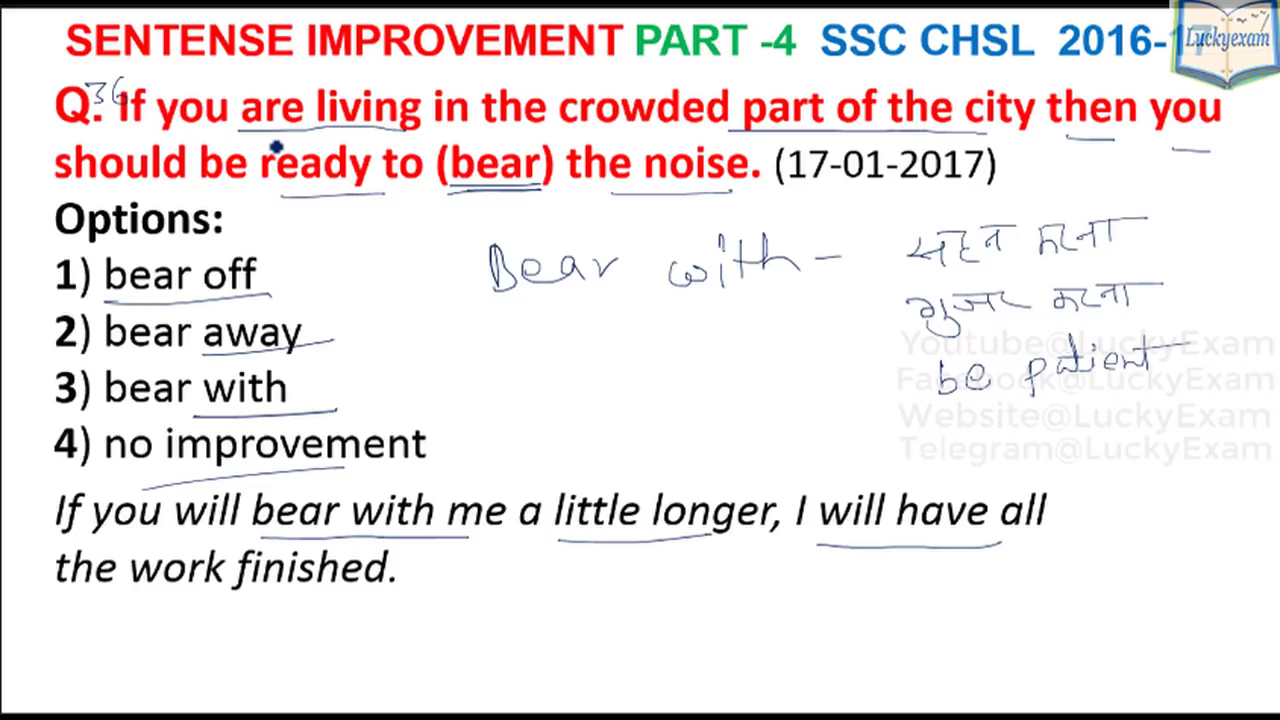 SENTENSE IMPROVEMENT PART -4 SSC CHSL 2016-17
Luckyexam
Q. 36 If you are living in the crowded part of the city then you
should be ready to (bear) the noise. (17-01-2017)
Options:
1) bear off
2) bear away
3) bear with
4) no improvement
Bear with – सहन करना
गुजर करना
be patient
Youtube@LuckyExam
Facebook@LuckyExam
Website@LuckyExam
Telegram@LuckyExam
If you will bear with me a little longer, I will have all
the work finished.